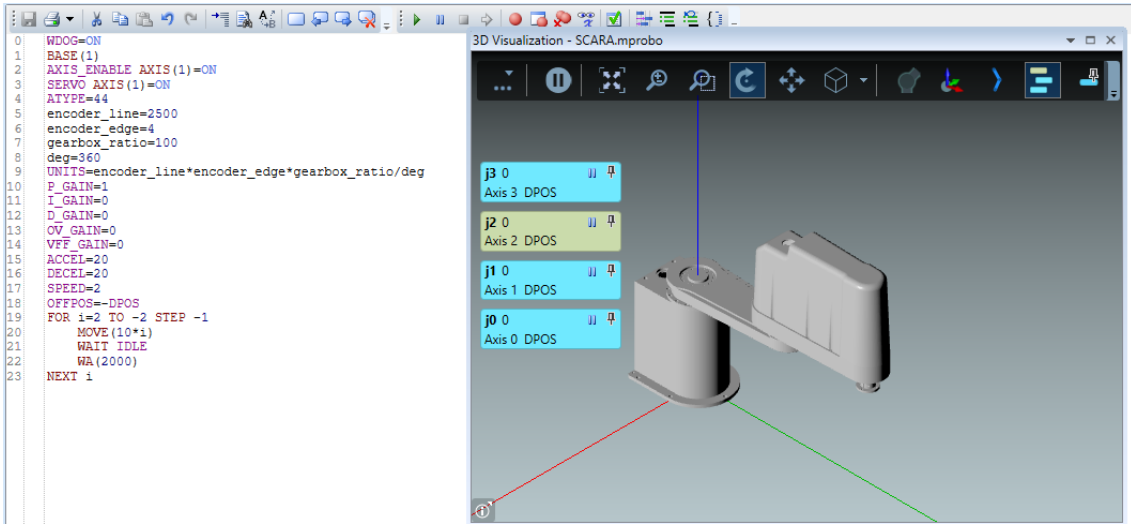 0 WDOG=ON
1 BASE(1)
2 AXIS_ENABLE AXIS(1)=ON
3 SERVO AXIS(1)=ON
4 ATYPE=44
5 encoder_line=2500
6 encoder_edge=4
7 gearbox_ratio=100
8 deg=360
9 UNITS=encoder_line*encoder_edge*gearbox_ratio/deg
10 P_GAIN=1
11 I_GAIN=0
12 D_GAIN=0
13 OV_GAIN=0
14 VFF_GAIN=0
15 ACCEL=20
16 DECEL=20
17 SPEED=2
18 OFFPOS=-DPOS
19 FOR i=2 TO -2 STEP -1
20 MOVE(10*i)
21 WAIT IDLE
22 WA(2000)
23 NEXT i
3D Visualization - SCARA.mprobo
j3 0
Axis 3 DPOS
j2 0
Axis 2 DPOS
j1 0
Axis 1 DPOS
j0 0
Axis 0 DPOS